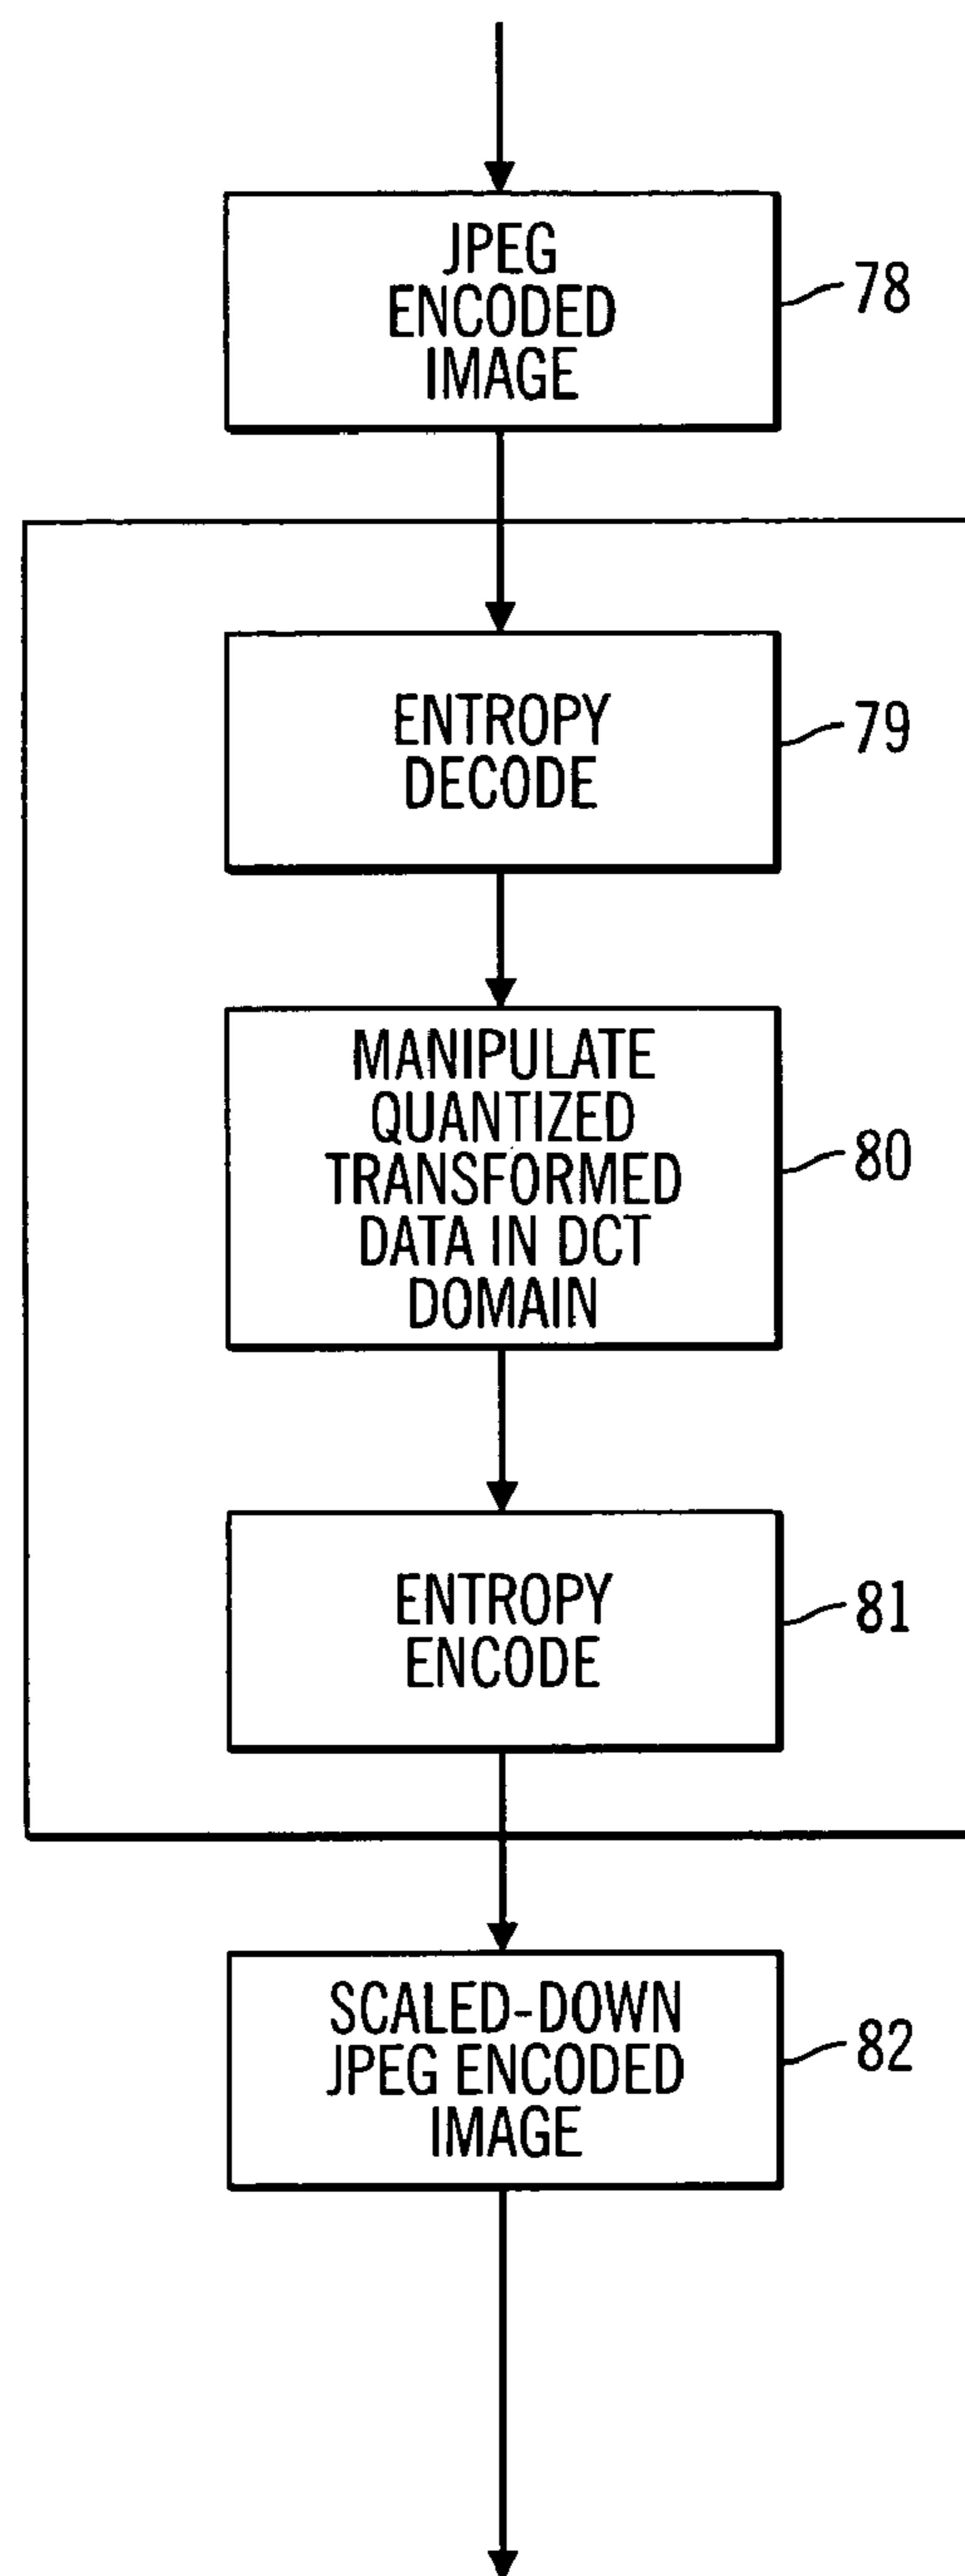 JPEG
ENCODED
IMAGE
78
ENTROPY
DECODE
79
MANIPULATE
QUANTIZED
TRANSFORMED
DATA IN DCT
DOMAIN
80
ENTROPY
ENCODE
81
SCALED-DOWN
JPEG ENCODED
IMAGE
82